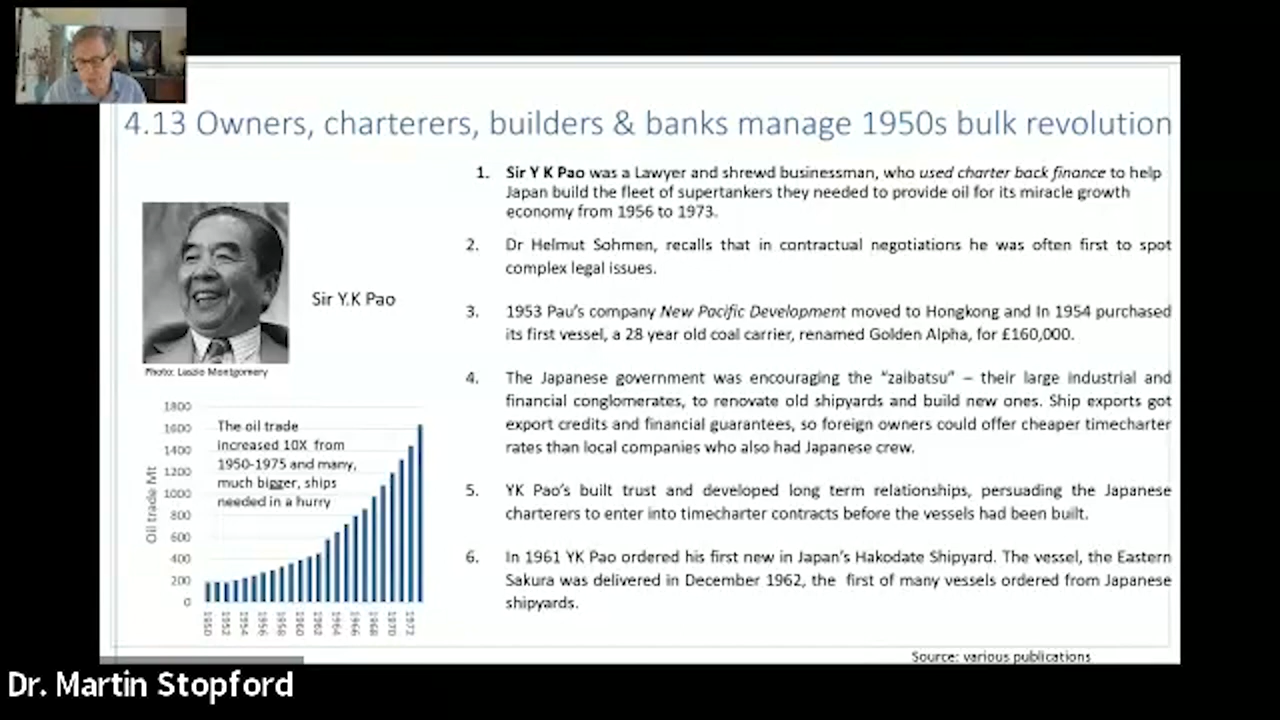 4.13 Owners, charterers, builders & banks manage 1950s bulk revolution
1. Sir Y K Pao was a Lawyer and shrewd businessman, who used charter back finance to help
Japan build the fleet of supertankers they needed to provide oil for its miracle growth
economy from 1956 to 1973.
2. Dr Helmut Sohmen, recalls that in contractual negotiations he was often first to spot
complex legal issues.
Sir Y.K Pao
3. 1953 Pau's company New Pacific Development moved to Hongkong and In 1954 purchased
its first vessel, a 28 year old coal carrier, renamed Golden Alpha, for £160,000.
Photo: Laszlo Montgomery
4. The Japanese government was encouraging the "zaibatsu" – their large industrial and
financial conglomerates, to renovate old shipyards and build new ones. Ship exports got
export credits and financial guarantees, so foreign owners could offer cheaper timecharter
rates than local companies who also had Japanese crew.
5. YK Pao's built trust and developed long term relationships, persuading the Japanese
charterers to enter into timecharter contracts before the vessels had been built.
6. In 1961 YK Pao ordered his first new in Japan's Hakodate Shipyard. The vessel, the Eastern
Sakura was delivered in December 1962, the first of many vessels ordered from Japanese
shipyards.
The oil trade
increased 10X from
1950-1975 and many,
much bigger, ships
needed in a hurry
Oil trade Mt
1800
1600
1400
1200
1000
800
600
400
200
0
1950
1952
1954
1956
1958
1960
1962
1964
1966
1968
1970
1972
Source: various publications
Dr. Martin Stopford